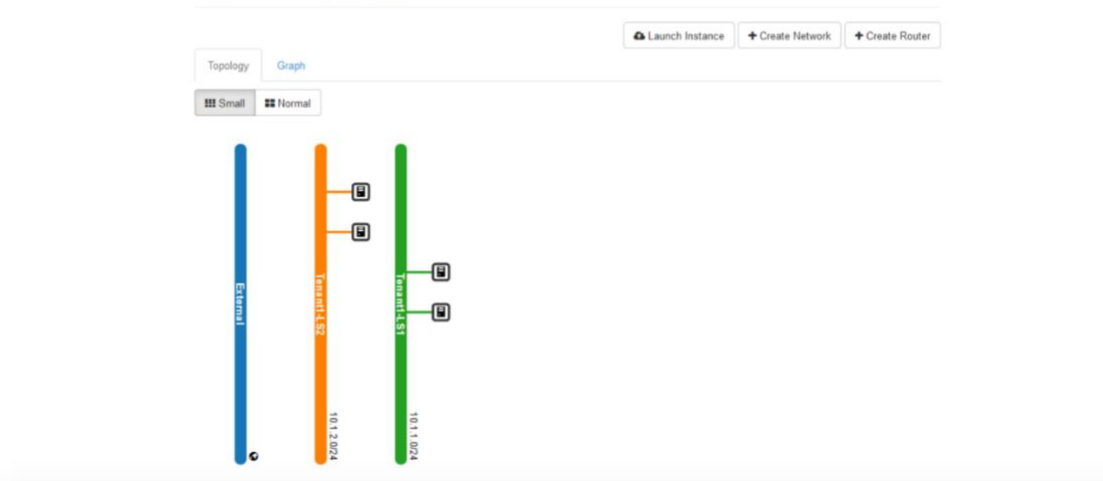 Launch Instance
Create Network
Create Router
Topology
Graph
Small
Normal
External
Tenant1-LS2
10.1.2.0/24
Tenant1-LS1
10.1.1.0/24